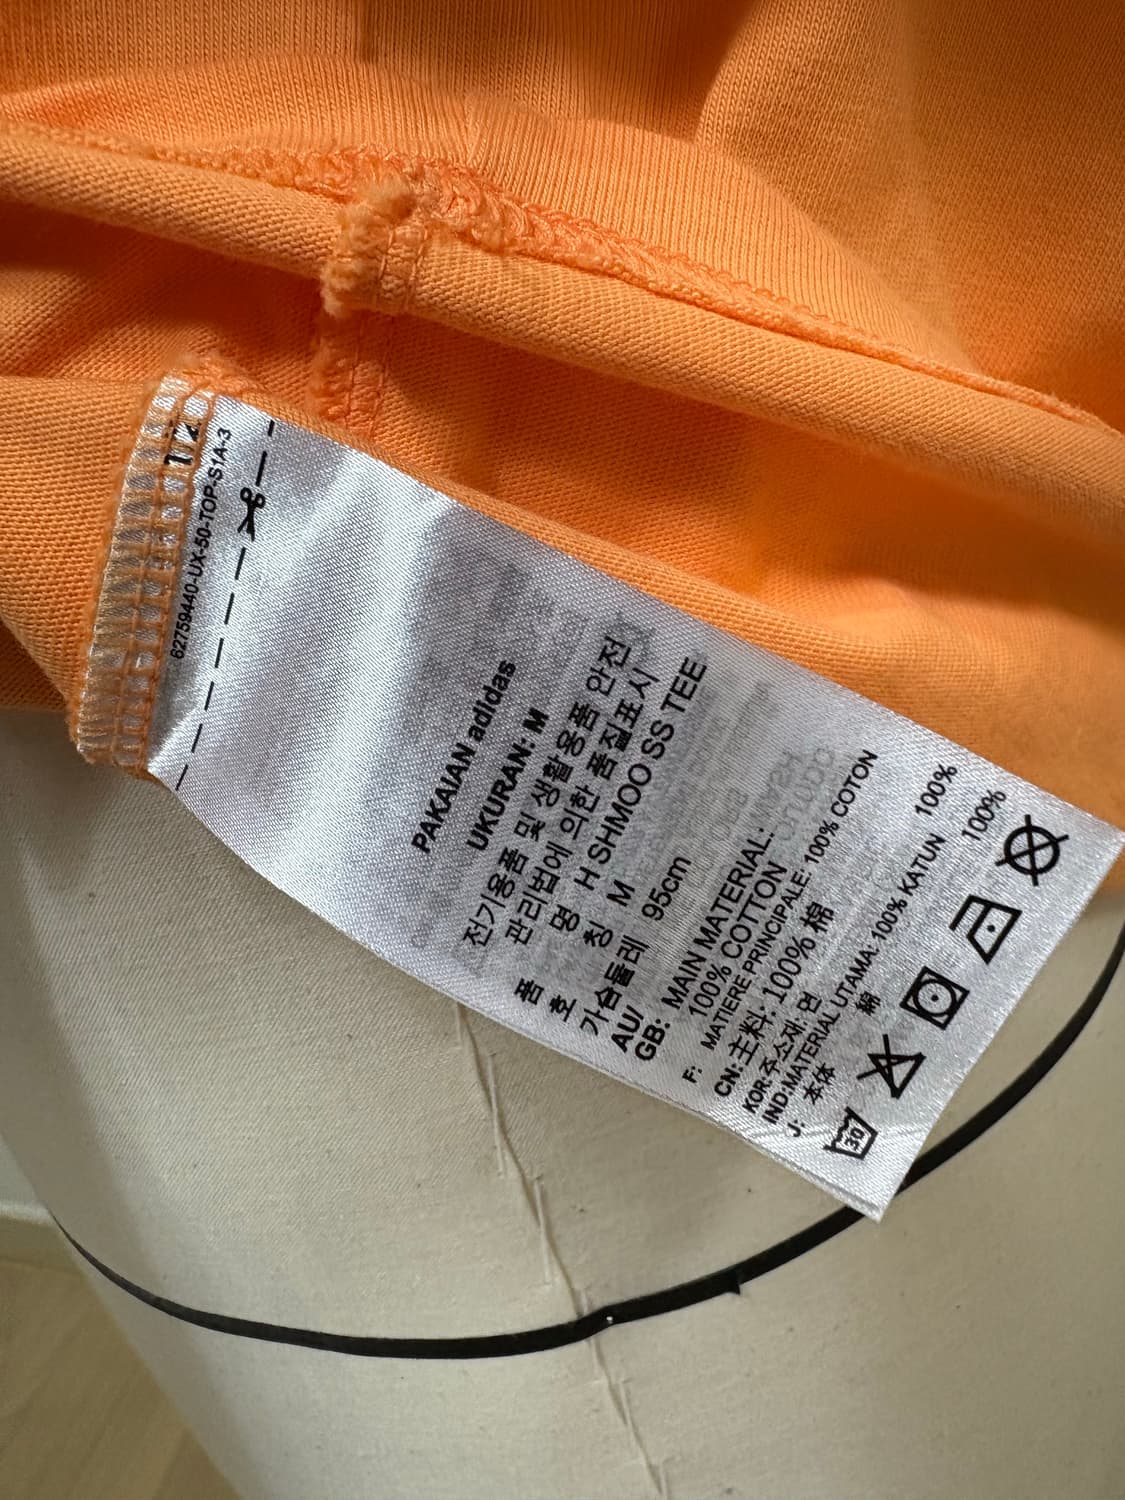 1/2
62759440-UX-50-TOP-S1A-3
PAKAIAN adidas
UKURAN: M
전기용품 및 생활용품 안전
관리법에 의한 품질표시
품 명 H SHMOO SS TEE
호 칭 M
가슴둘레 95cm
AU/
GB: MAIN MATERIAL:
100% COTTON
F: MATIERE PRINCIPALE: 100% COTON
CN: 主料: 100% 棉
KOR: 주소재: 면 100%
IND: MATERIAL UTAMA: 100% KATUN
J: 本体 綿 100%
30